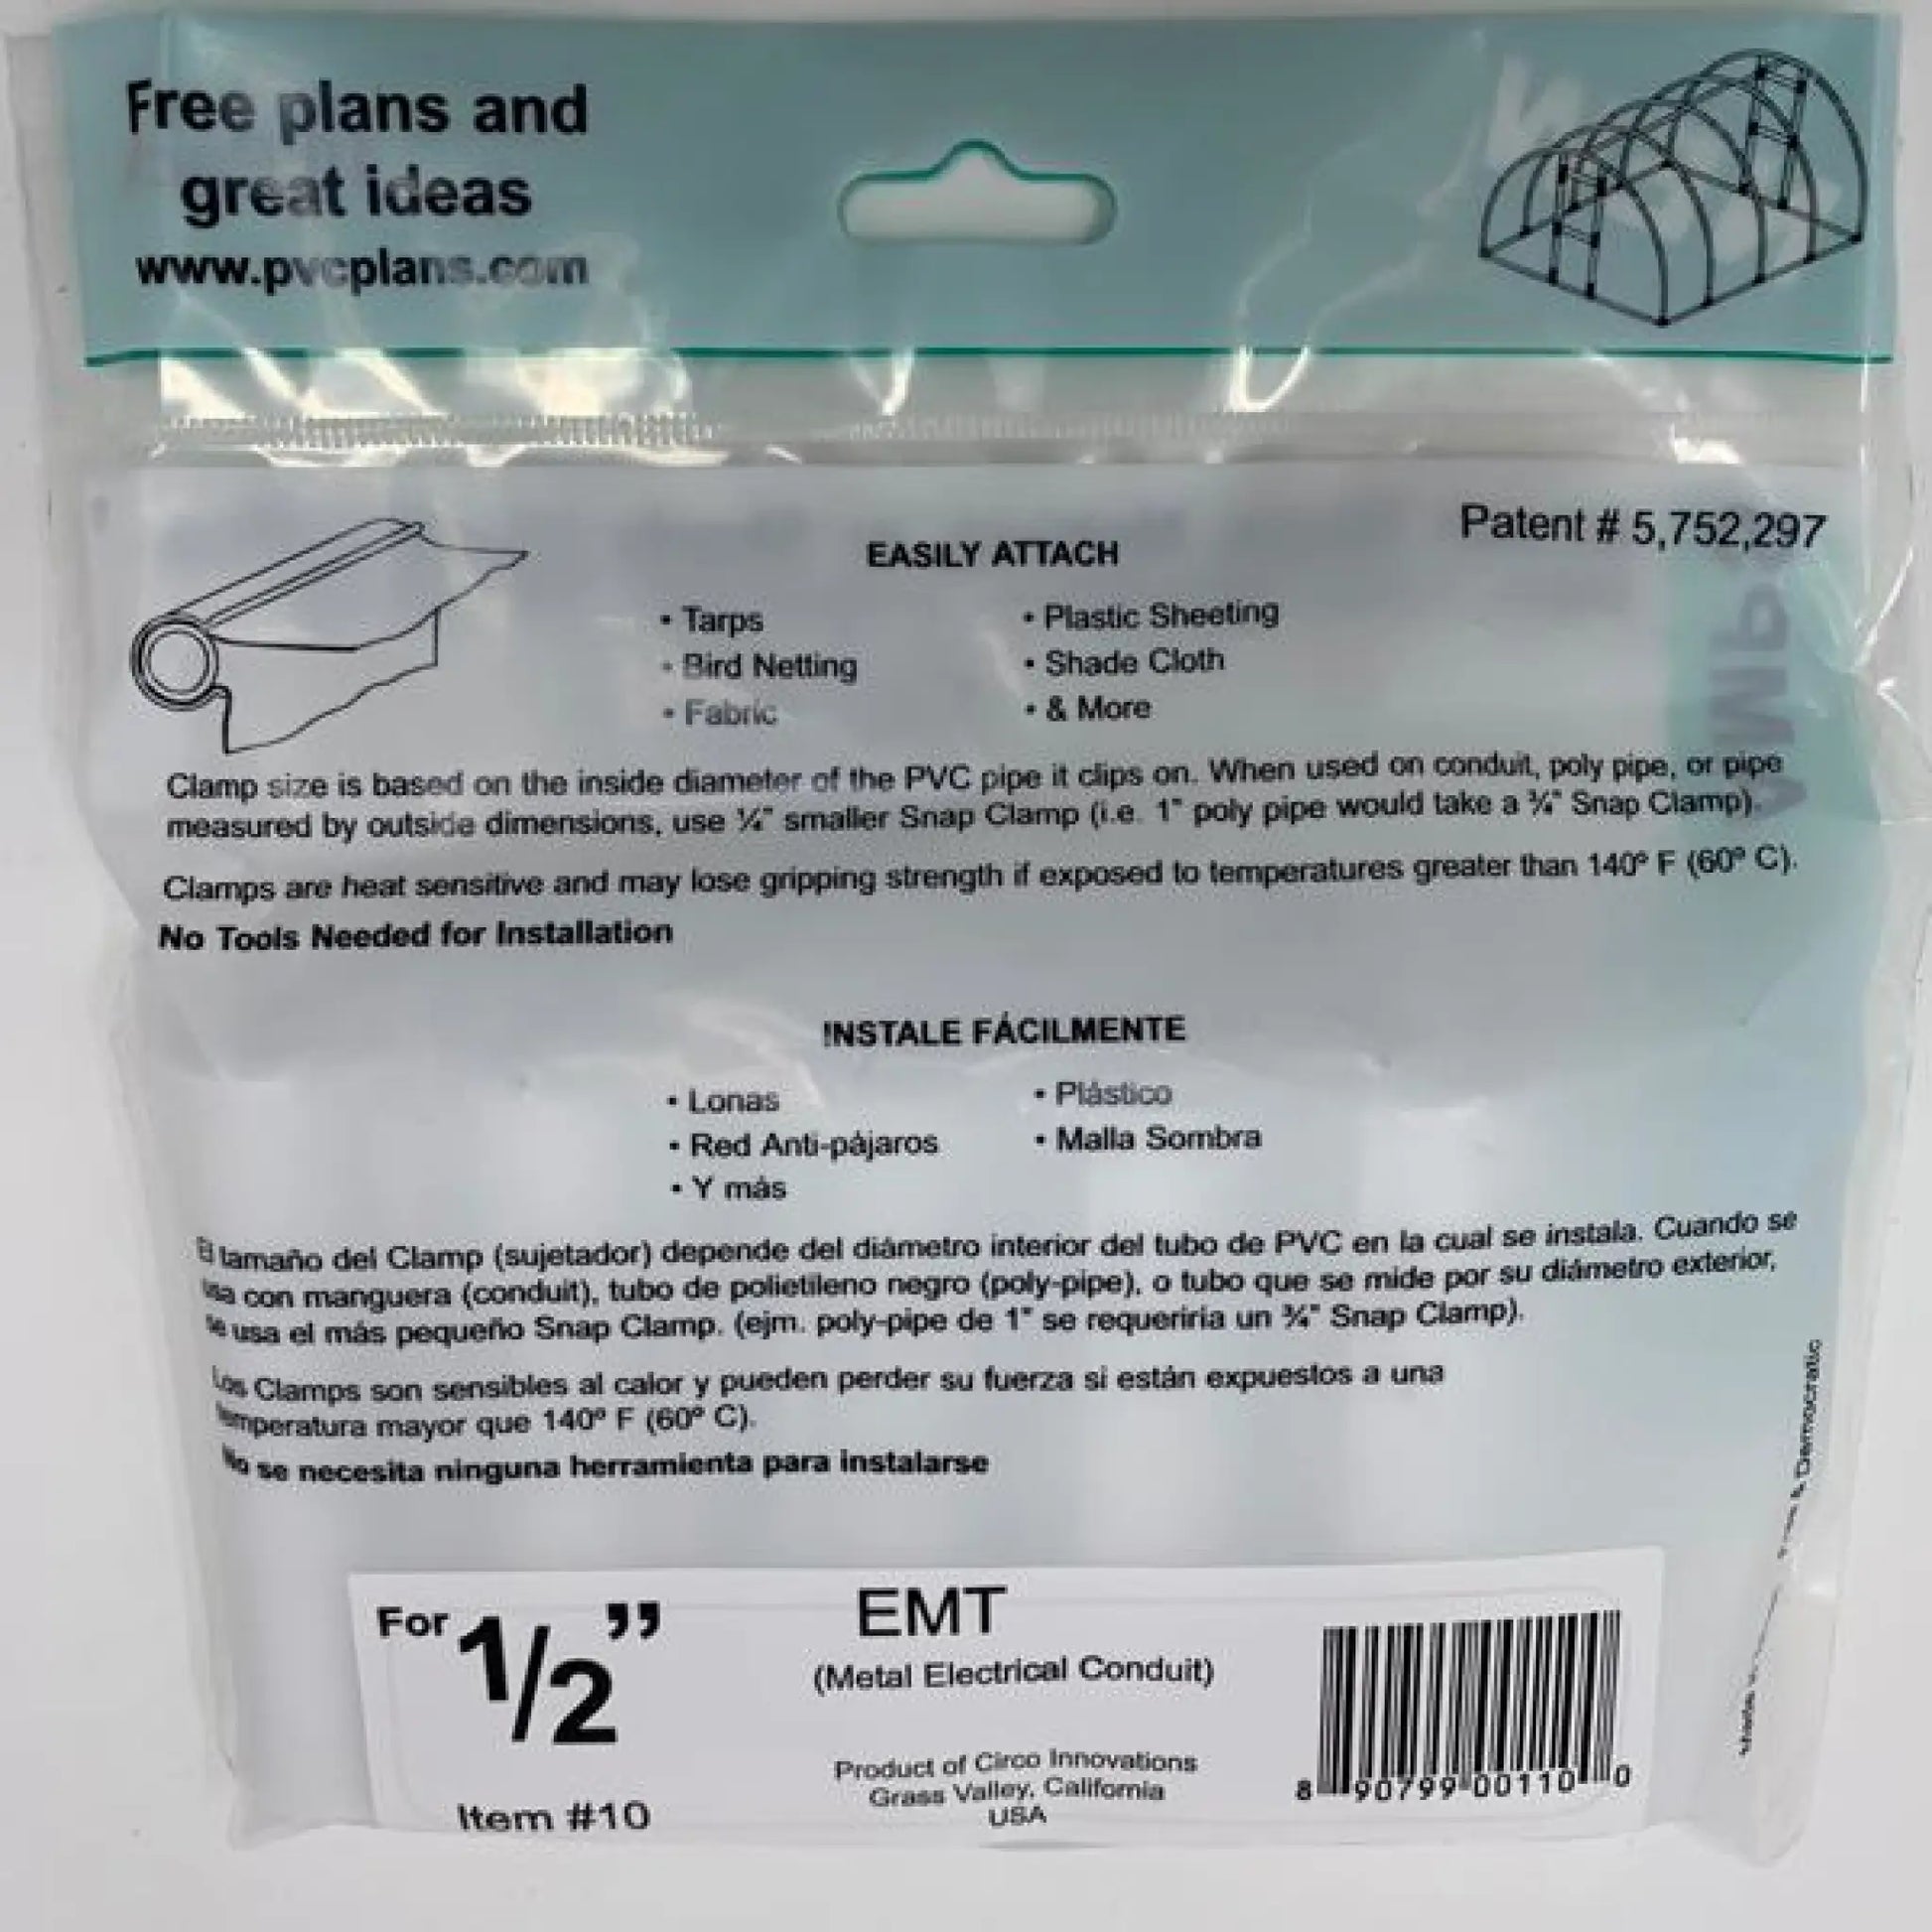 Free plans and
great ideas
www.pvcplans.com
Patent # 5,752,297
EASILY ATTACH
• Tarps
• Bird Netting
• Fabric
• Plastic Sheeting
• Shade Cloth
• & More
Clamp size is based on the inside diameter of the PVC pipe it clips on. When used on conduit, poly pipe, or pipe
measured by outside dimensions, use ¼" smaller Snap Clamp (i.e. 1" poly pipe would take a ¾" Snap Clamp).
Clamps are heat sensitive and may lose gripping strength if exposed to temperatures greater than 140º F (60º C).
No Tools Needed for Installation
INSTALE FÁCILMENTE
• Lonas
• Red Anti-pájaros
• Y más
• Plástico
• Malla Sombra
El tamaño del Clamp (sujetador) depende del diámetro interior del tubo de PVC en la cual se instala. Cuando se
usa con manguera (conduit), tubo de polietileno negro (poly-pipe), o tubo que se mide por su diámetro exterior,
se usa el más pequeño Snap Clamp. (ejm. poly-pipe de 1" se requeriria un ¾" Snap Clamp).
Los Clamps son sensibles al calor y pueden perder su fuerza si están expuestos a una
temperatura mayor que 140º F (60º C).
No se necesita ninguna herramienta para instalarse
Democratic
For 1/2”
Item #10
EMT
(Metal Electrical Conduit)
Product of Circo Innovations
Grass Valley, California
USA
8 90799 00110 0